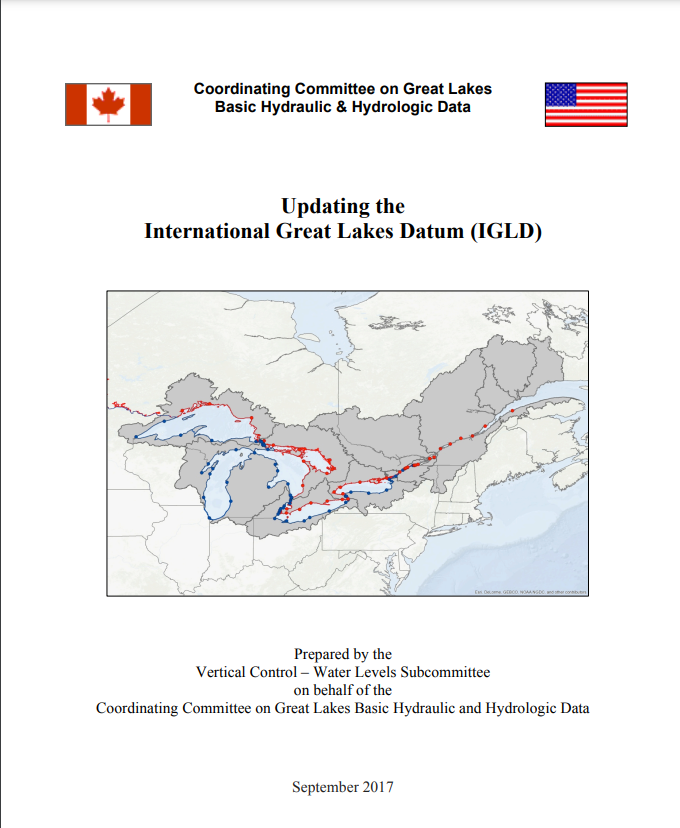 Coordinating Committee on Great Lakes
Basic Hydraulic & Hydrologic Data
Updating the
International Great Lakes Datum (IGLD)
Esri, DeLorme, GEBCO, NOAA NGDC, and other contributors
Prepared by the
Vertical Control – Water Levels Subcommittee
on behalf of the
Coordinating Committee on Great Lakes Basic Hydraulic and Hydrologic Data
September 2017